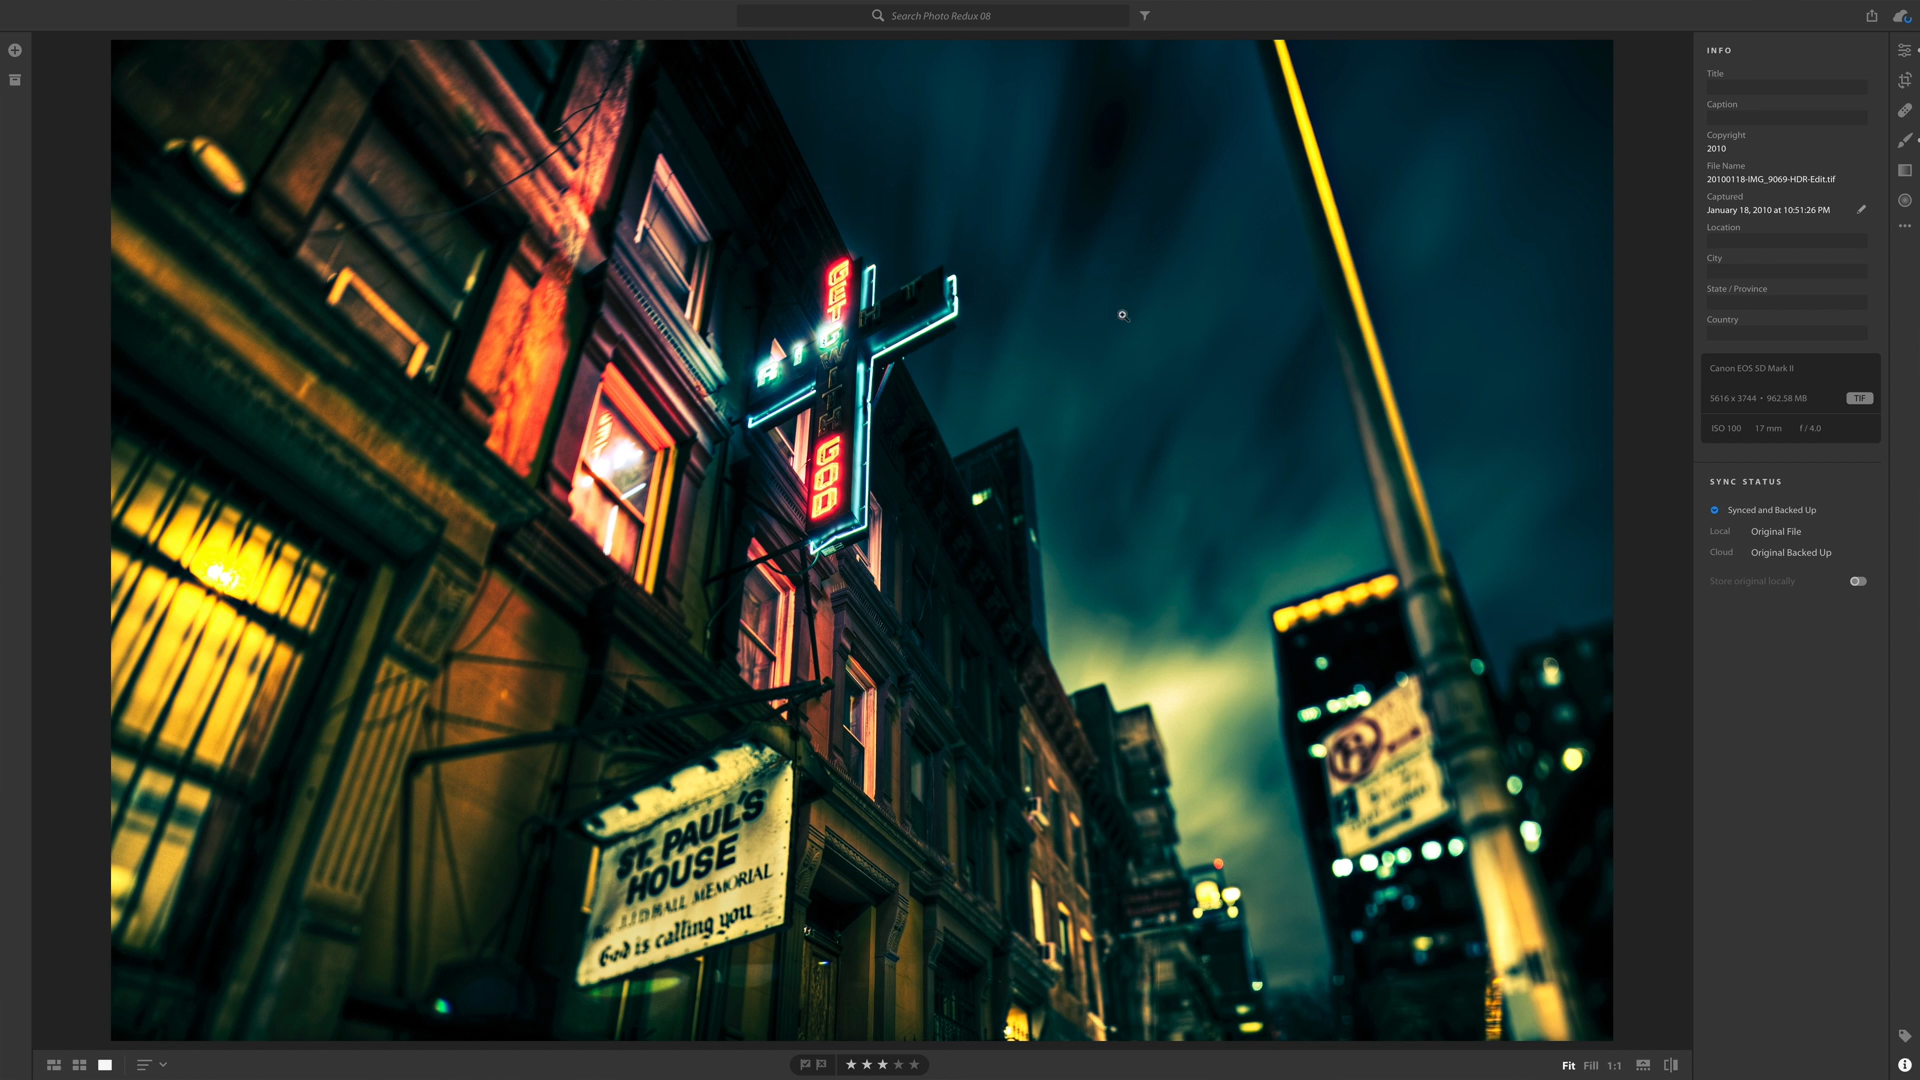 Search Photo Redux 08
INFO
Title
Caption
Copyright
2010
File Name
20100118-IMG_9069-HDR-Edit.tif
Captured
January 18, 2010 at 10:51:26 PM
Location
City
State / Province
Country
Canon EOS 5D Mark II
5616 x 3744 • 962.58 MB
TIF
ISO 100
17 mm
f / 4.0
SYNC STATUS
Synced and Backed Up
Local Original File
Cloud Original Backed Up
Store original locally
GET
WITH
GOD
ST. PAUL'S
HOUSE
MEMORIAL
God is calling you
Fit Fill 1:1